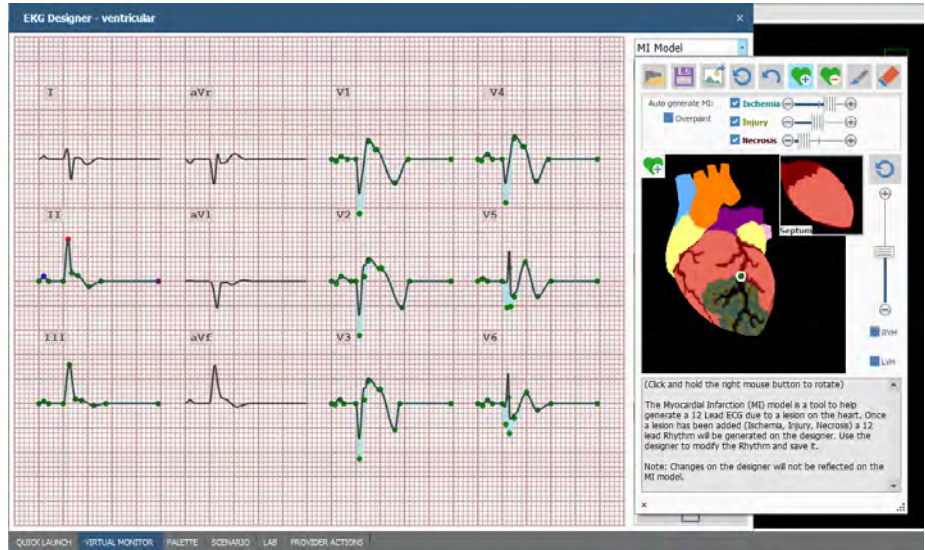 EKG Designer - ventricular
×
MI Model
I
aVr
V1
V4
II
aVl
V2
V5
III
aVf
V3
V6
Auto generate MI:
Overpaint
Ischemia
Injury
Necrosis
Septum
RVH
LVH
(Click and hold the right mouse button to rotate)
The Myocardial Infarction (MI) model is a tool to help
generate a 12 Lead ECG due to a lesion on the heart. Once
a lesion has been added (Ischemia, Injury, Necrosis) a 12
lead Rhythm will be generated on the designer. Use the
designer to modify the Rhythm and save it.
Note: Changes on the designer will not be reflected on the
MI model.
×
QUICK LAUNCH VIRTUAL MONITOR PALETTE SCENARIO LAB PROVIDER ACTIONS